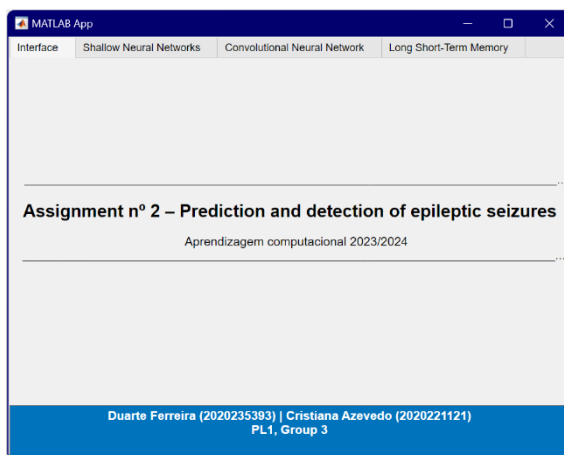 MATLAB App
Interface Shallow Neural Networks Convolutional Neural Network Long Short-Term Memory
Assignment nº 2 – Prediction and detection of epileptic seizures
Aprendizagem computacional 2023/2024
Duarte Ferreira (2020235393) | Cristiana Azevedo (2020221121)
PL1, Group 3